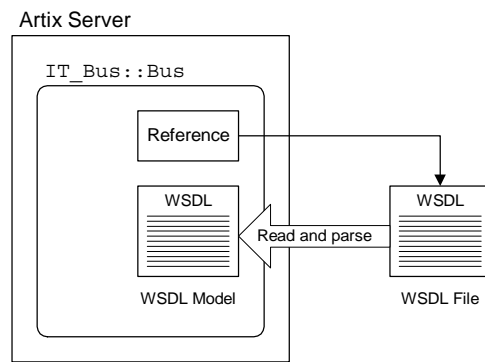 Artix Server
IT_Bus::Bus
Reference
WSDL
WSDL
Read and parse
WSDL Model
WSDL File